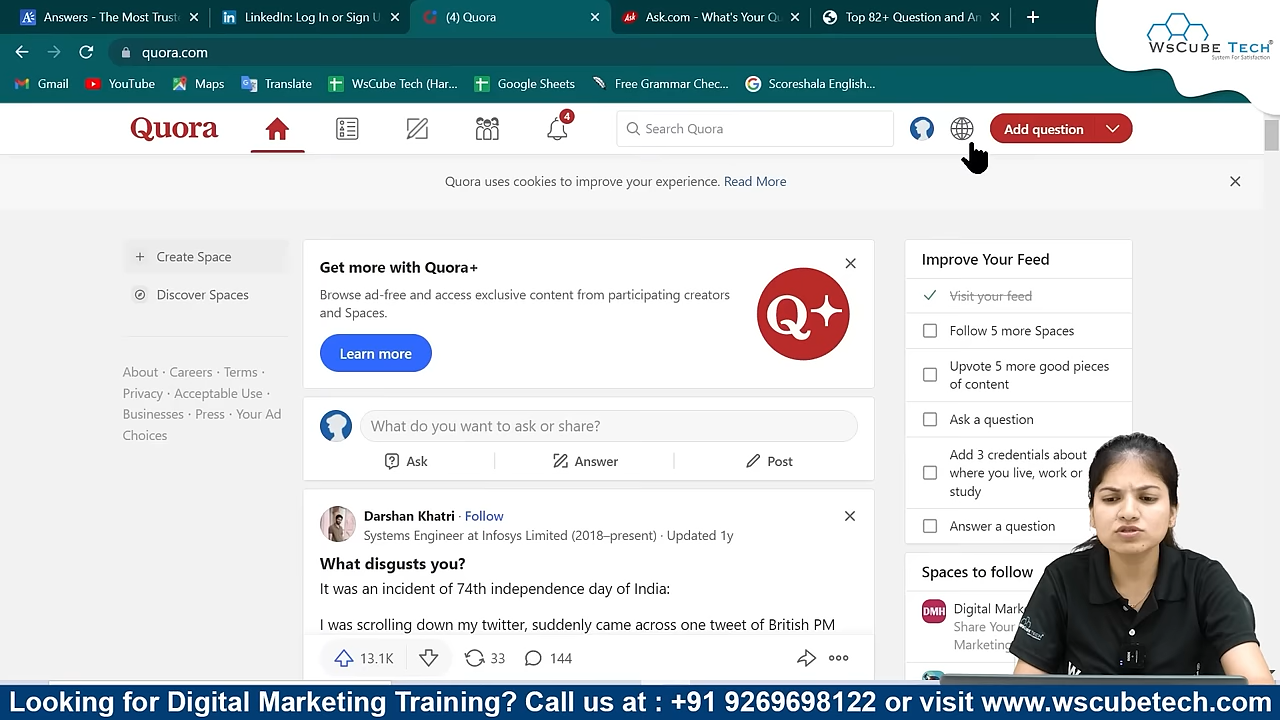 Answers - The Most Trust
LinkedIn: Log In or Sign U
(4) Quora
Ask
Ask.com - What's Your Q
Top 82+ Question and An
WsCUBE TECH®
System For Satisfaction
quora.com
Gmail
YouTube
Maps
Translate
WsCube Tech (Har...
Google Sheets
Free Grammar Chec...
Scoreshala English...
Quora
4
Search Quora
Add question
Quora uses cookies to improve your experience. Read More
Create Space
Discover Spaces
About · Careers · Terms ·
Privacy · Acceptable Use ·
Businesses · Press · Your Ad
Choices
Get more with Quora+
Browse ad-free and access exclusive content from participating creators
and Spaces.
Learn more
Q
What do you want to ask or share?
Ask
Answer
Post
Darshan Khatri · Follow
Systems Engineer at Infosys Limited (2018–present) · Updated 1y
What disgusts you?
It was an incident of 74th independence day of India:
I was scrolling down my twitter, suddenly came across one tweet of British PM
13.1K
33
144
Improve Your Feed
Visit your feed
Follow 5 more Spaces
Upvote 5 more good pieces
of content
Ask a question
Add 3 credentials about
where you live, work or
study
Answer a question
Spaces to follow
DMH
Digital Mark
Share Your
Marketing
Looking for Digital Marketing Training? Call us at : +91 9269698122 or visit www.wscubetech.com